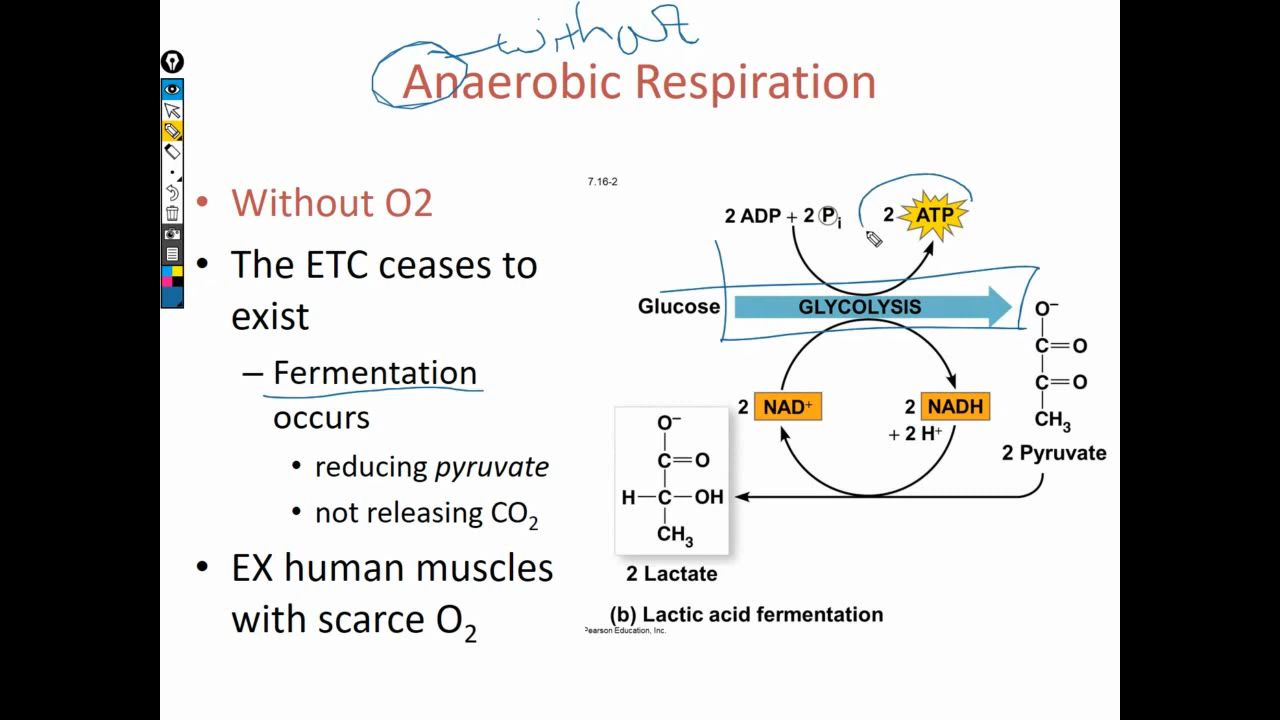 without
Anaerobic Respiration
• Without O2
• The ETC ceases to
exist
– Fermentation
occurs
• reducing pyruvate
• not releasing CO₂
• EX human muscles
with scarce O₂
7.16-2
2 ADP + 2 Pi
2 ATP
Glucose
GLYCOLYSIS
O⁻
C=O
C=O
CH₃
2 Pyruvate
2 NAD⁺
2 NADH
+ 2 H⁺
O⁻
C=O
H–C–OH
CH₃
2 Lactate
(b) Lactic acid fermentation
Pearson Education, Inc.